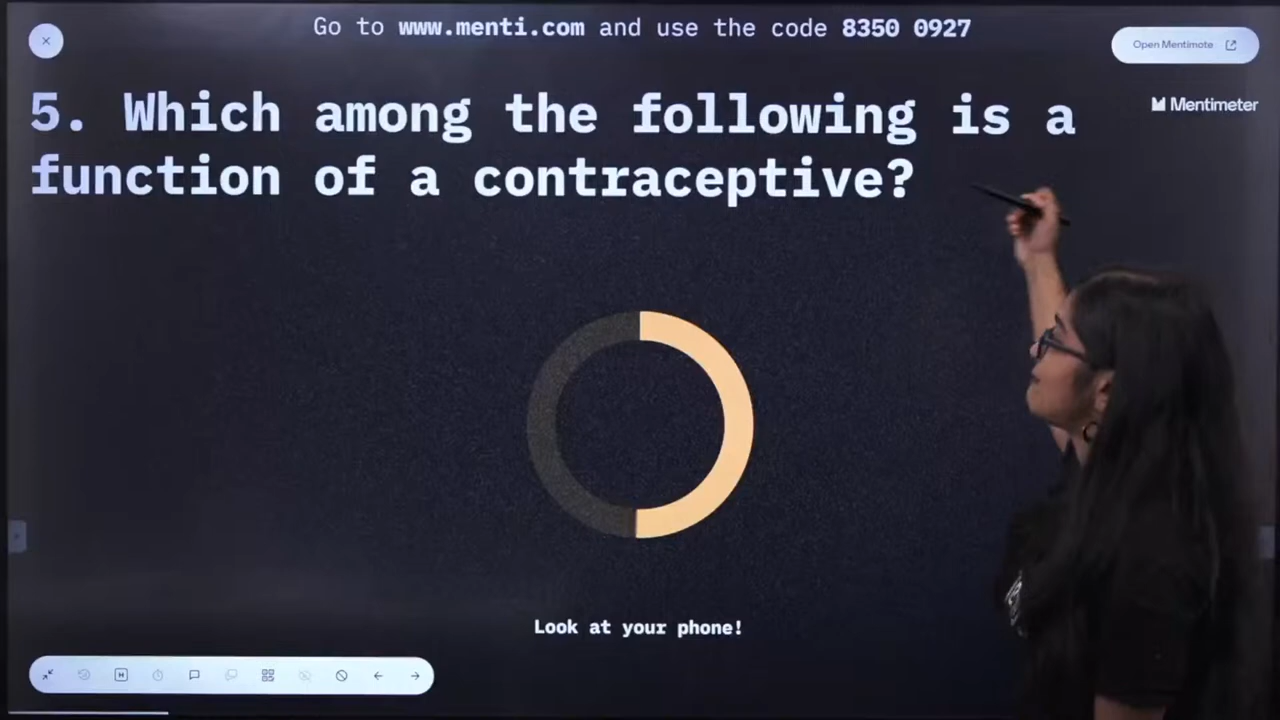 Go to www.menti.com and use the code 8350 0927
Open Mentimote
Mentimeter
5. Which among the following is a
function of a contraceptive?
Look at your phone!